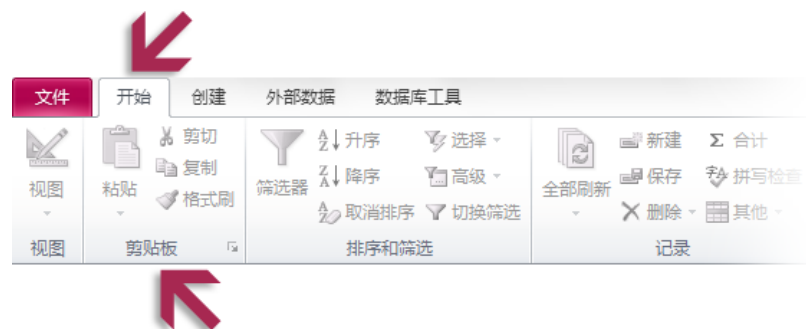 文件 开始 创建 外部数据 数据库工具
剪切 升序 选择 新建 Σ 合计
复制 降序 高级 保存 拼写检查
视图 粘贴 格式刷 筛选器 取消排序 切换筛选 全部刷新 删除 其他
视图 剪贴板 排序和筛选 记录